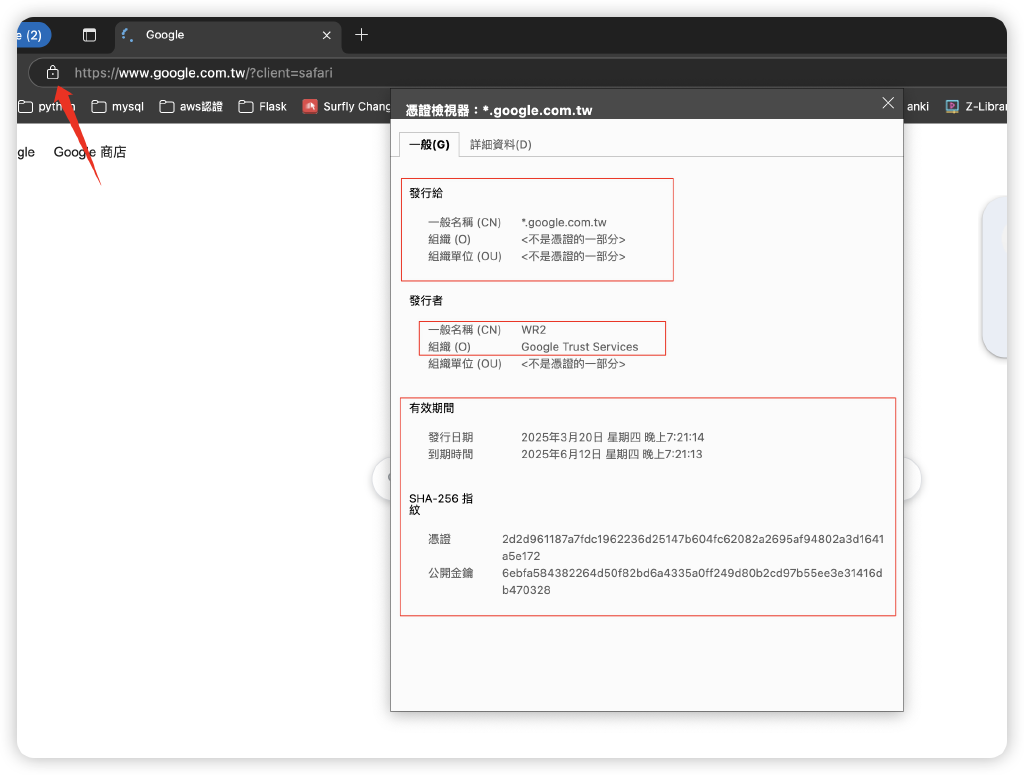 e (2)
Google
https://www.google.com.tw/?client=safari
python
mysql
aws認證
Flask
Surfly Chang
anki
Z-Librar
gle
Google 商店
憑證檢視器：*.google.com.tw
一般(G)
詳細資料(D)
發行給
一般名稱 (CN) *.google.com.tw
組織 (O) <不是憑證的一部分>
組織單位 (OU) <不是憑證的一部分>
發行者
一般名稱 (CN) WR2
組織 (O) Google Trust Services
組織單位 (OU) <不是憑證的一部分>
有效期間
發行日期 2025年3月20日 星期四 晚上7:21:14
到期時間 2025年6月12日 星期四 晚上7:21:13
SHA-256 指
紋
憑證 2d2d961187a7fdc1962236d25147b604fc62082a2695af94802a3d1641
a5e172
公開金鑰 6ebfa584382264d50f82bd6a4335a0ff249d80b2cd97b55ee3e31416d
b470328